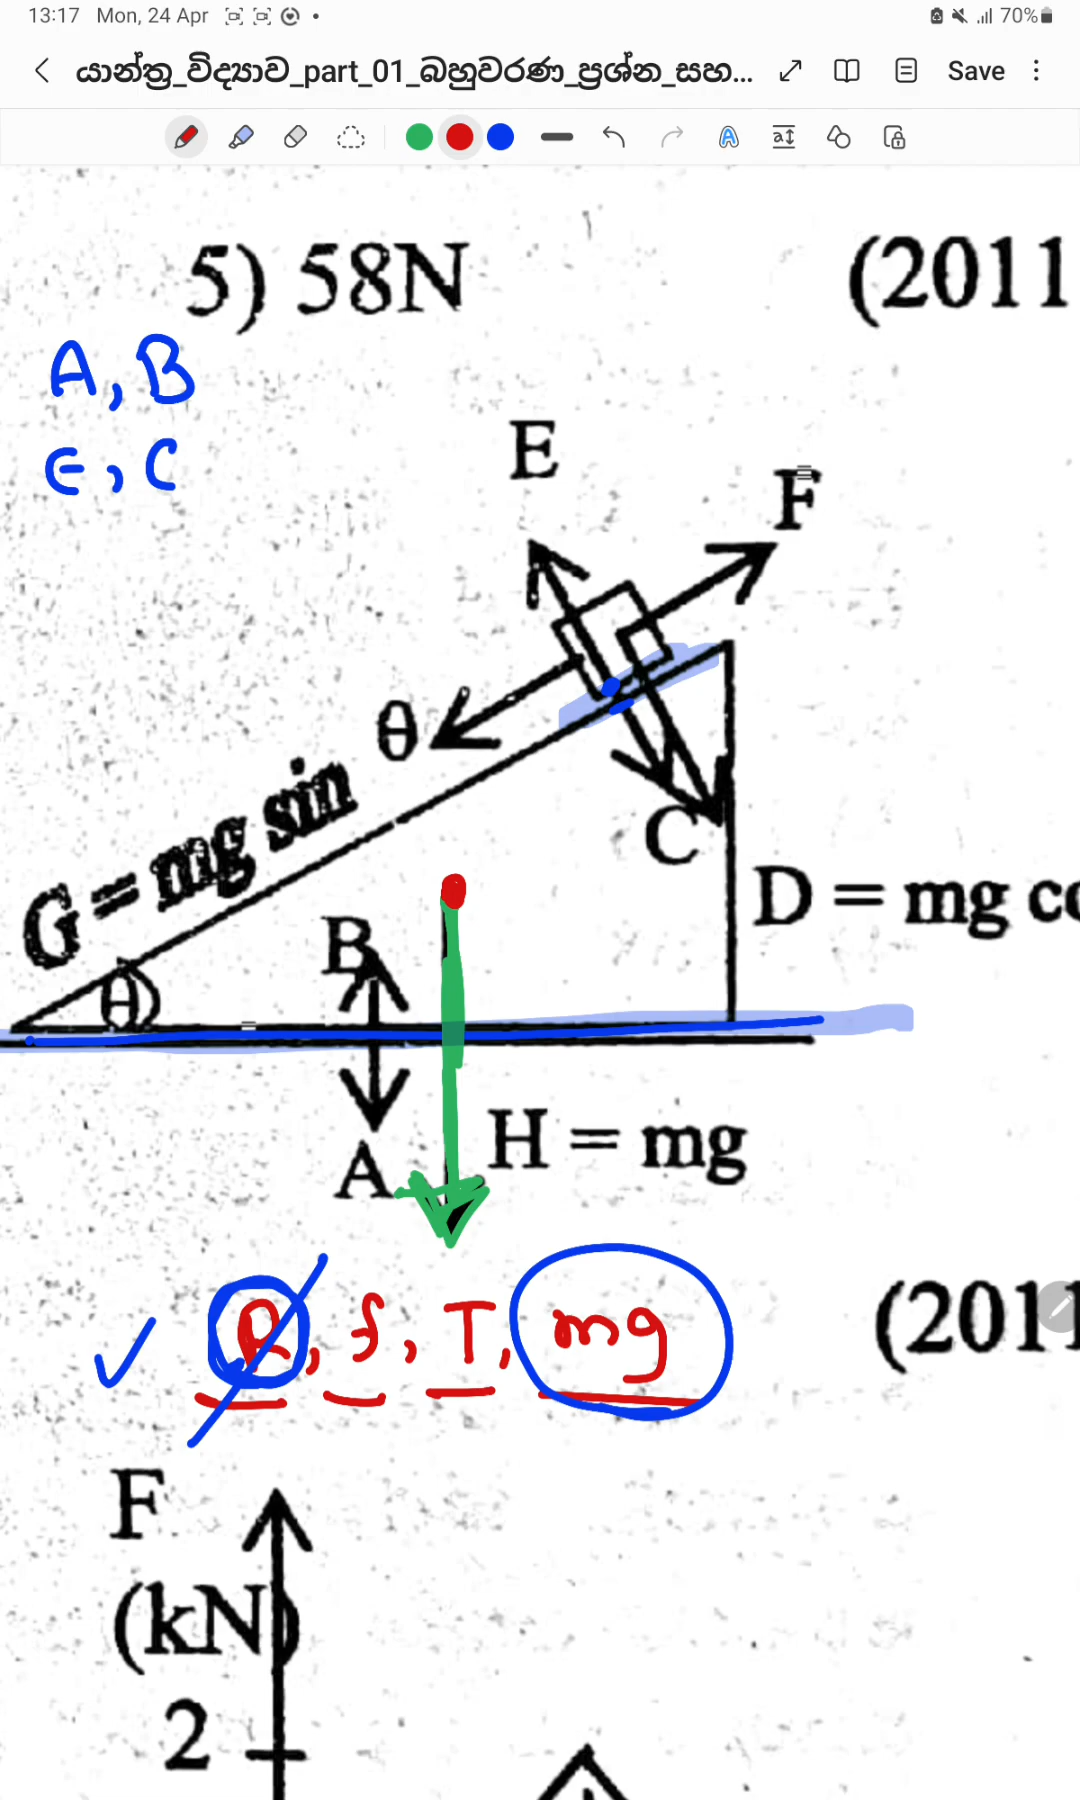 13:17 Mon, 24 Apr
70%
යාන්ත්‍ර_විද්‍යාව_part_01_බහුවරණ_ප්‍රශ්න_සහ...
Save
5) 58N
(2011
A, B
E, C
E
F
θ
G = mg sin
C
D = mg co
B
θ
A
H = mg
R, f, T, mg
(2011
F
(kN)
2